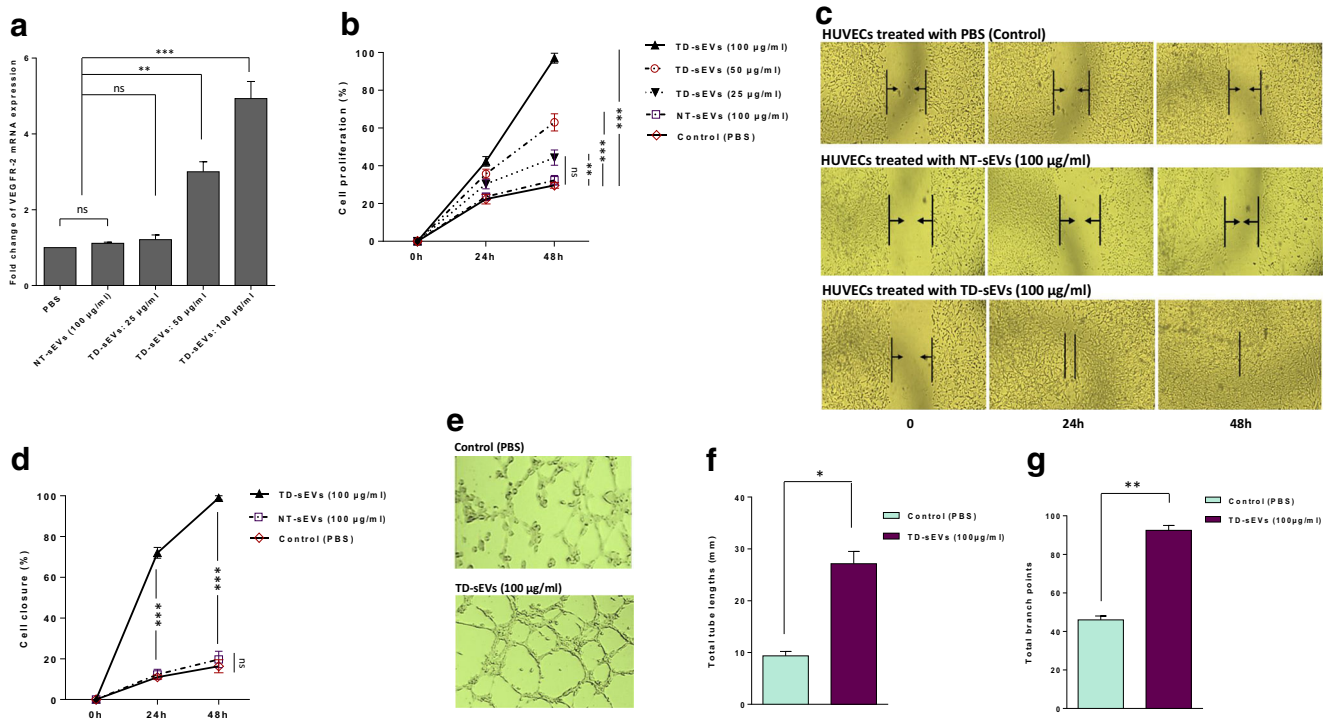 a
Fold change of VEGFR-2 mRNA expression
6
4
2
0
ns
ns
**
***
PBS
NT-sEVs (100 µg/ml)
TD-sEVs: 25 µg/ml
TD-sEVs: 50 µg/ml
TD-sEVs: 100 µg/ml
b
Cell proliferation (%)
100
80
60
40
20
0
0h
24h
48h
TD-sEVs (100 µg/ml)
TD-sEVs (50 µg/ml)
TD-sEVs (25 µg/ml)
NT-sEVs (100 µg/ml)
Control (PBS)
ns
**
***
***
c
HUVECs treated with PBS (Control)
HUVECs treated with NT-sEVs (100 µg/ml)
HUVECs treated with TD-sEVs (100 µg/ml)
0
24h
48h
d
Cell closure (%)
100
80
60
40
20
0
0h
24h
48h
TD-sEVs (100 µg/ml)
NT-sEVs (100 µg/ml)
Control (PBS)
***
***
ns
e
Control (PBS)
TD-sEVs (100 µg/ml)
f
Total tube lengths (mm)
40
30
20
10
0
*
Control (PBS)
TD-sEVs (100µg/ml)
g
Total branch points
100
80
60
40
20
0
**
Control (PBS)
TD-sEVs (100µg/ml)